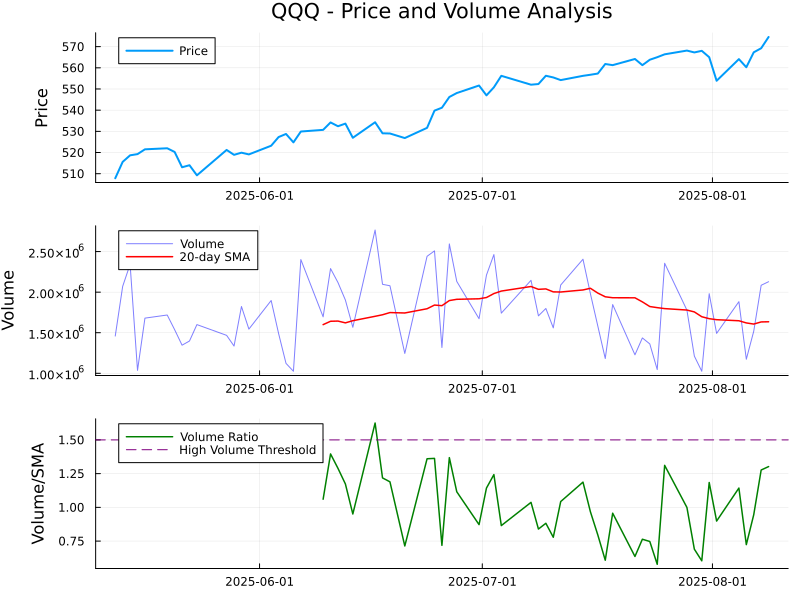 QQQ - Price and Volume Analysis
Price
570
560
550
540
530
520
510
Price
2025-06-01 2025-07-01 2025-08-01
Volume
2.50×10⁶
2.00×10⁶
1.50×10⁶
1.00×10⁶
Volume
20-day SMA
2025-06-01 2025-07-01 2025-08-01
Volume/SMA
1.50
1.25
1.00
0.75
Volume Ratio
High Volume Threshold
2025-06-01 2025-07-01 2025-08-01